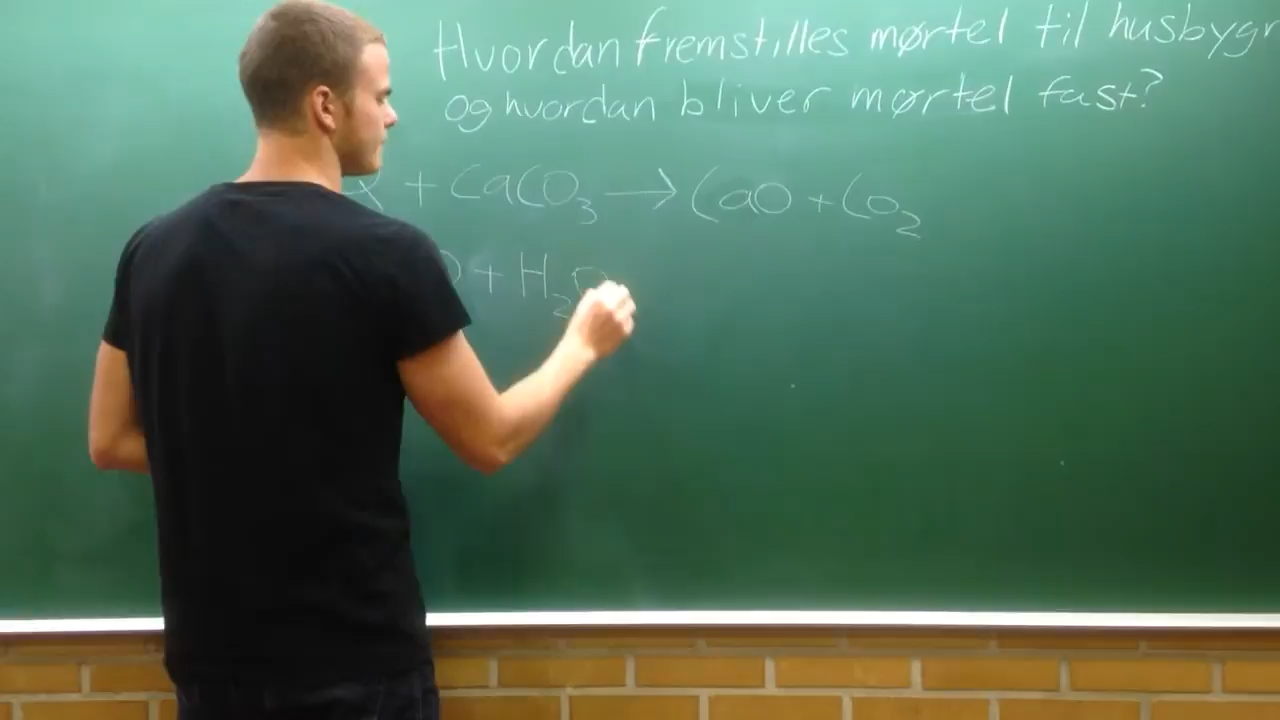 Hvordan fremstilles mørtel til husbygn
og hvordan bliver mørtel fast?
+ CaCO3 → CaO + CO2
+ H2O